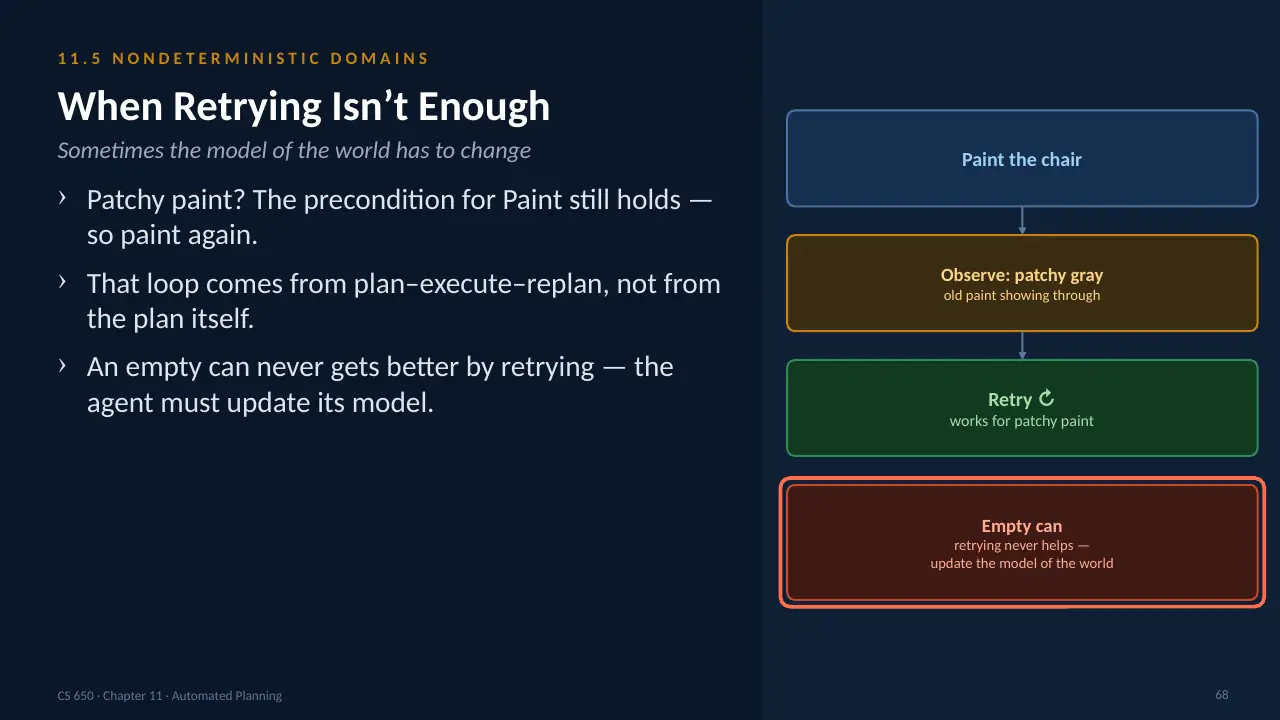 11.5 NONDETERMINISTIC DOMAINS
When Retrying Isn’t Enough
Sometimes the model of the world has to change
› Patchy paint? The precondition for Paint still holds —
so paint again.
› That loop comes from plan–execute–replan, not from
the plan itself.
› An empty can never gets better by retrying — the
agent must update its model.
Paint the chair
Observe: patchy gray
old paint showing through
Retry ↻
works for patchy paint
Empty can
retrying never helps —
update the model of the world
CS 650 · Chapter 11 · Automated Planning
68